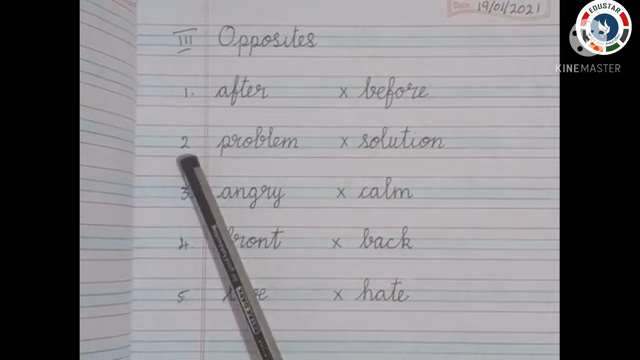 Date 19/01/2021
EDUSTAR
KINEMASTER
III Opposites
1. after x before
2 problem x solution
3. angry x calm
4. front x back
5. x hate